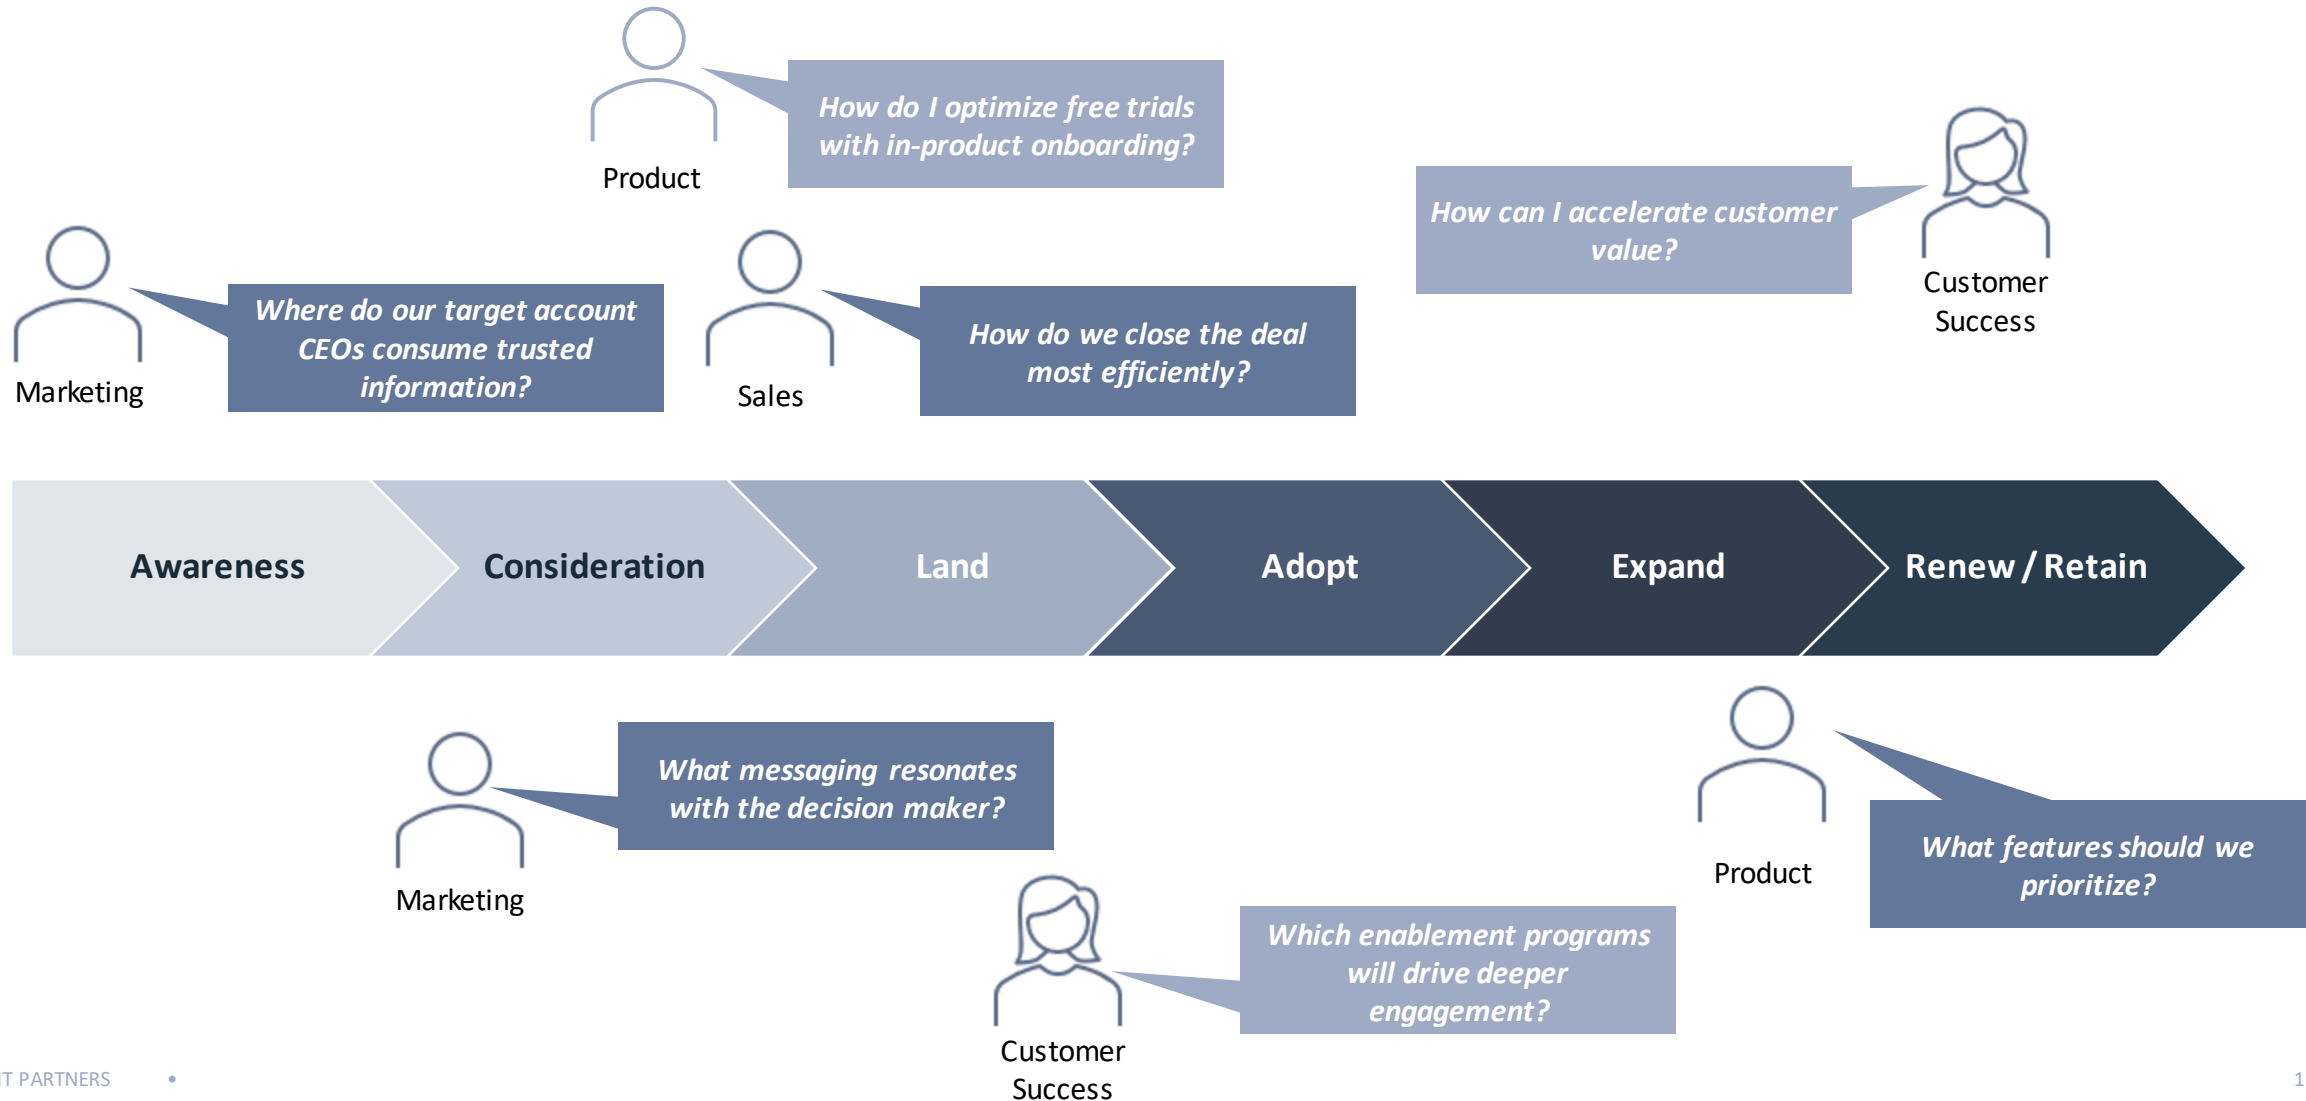 How do I optimize free trials
with in-product onboarding?
Product
How can I accelerate customer
value?
Customer
Success
Where do our target account
CEOs consume trusted
information?
Marketing
How do we close the deal
most efficiently?
Sales
Awareness
Consideration
Land
Adopt
Expand
Renew / Retain
What messaging resonates
with the decision maker?
Marketing
What features should we
prioritize?
Product
Which enablement programs
will drive deeper
engagement?
Customer
Success
PARTNERS •
1